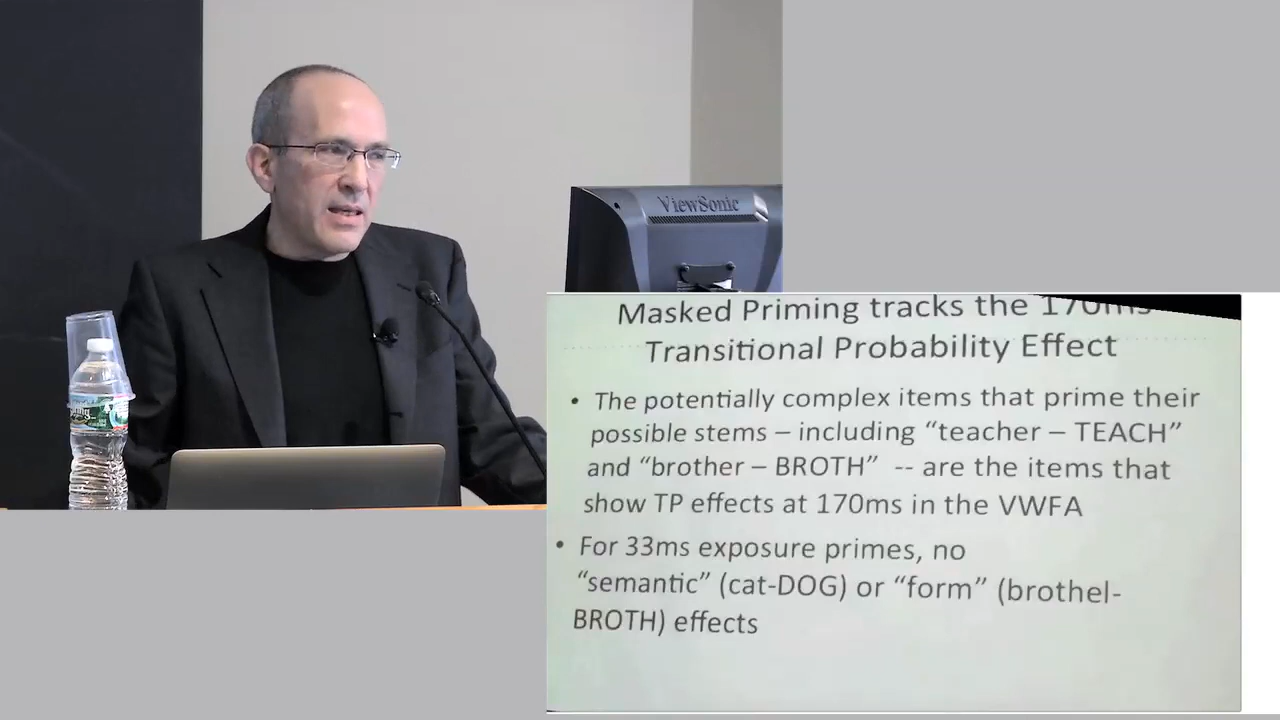 ViewSonic
Masked Priming tracks the 170ms
Transitional Probability Effect
• The potentially complex items that prime their
possible stems – including “teacher – TEACH”
and “brother – BROTH” -- are the items that
show TP effects at 170ms in the VWFA
• For 33ms exposure primes, no
“semantic” (cat-DOG) or “form” (brothel-
BROTH) effects